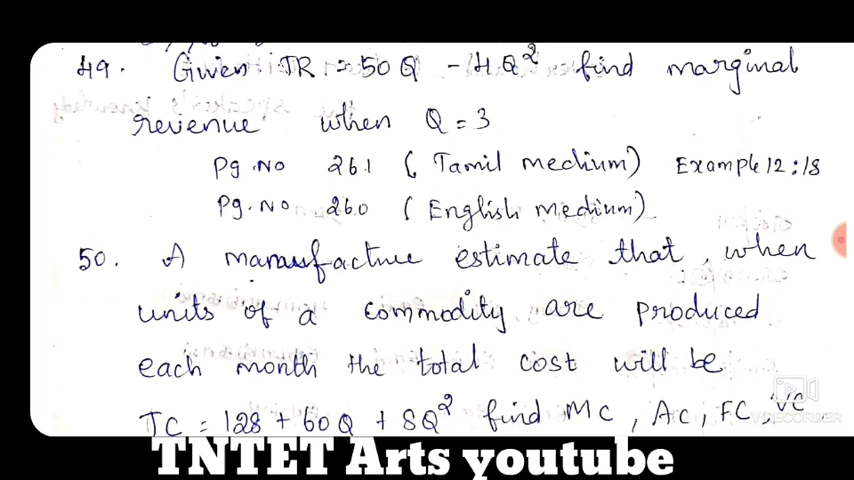 49. Given TR = 50Q - 4Q² find marginal
revenue when Q = 3
Pg.No 261 (Tamil medium) Example 12:18
Pg.No 260 (English medium)
50. A manufacture estimate that, when
units of a commodity are produced
each month the total cost will be
TC = 128 + 60Q + 8Q² find MC, AC, FC, VC
TNTET Arts youtube